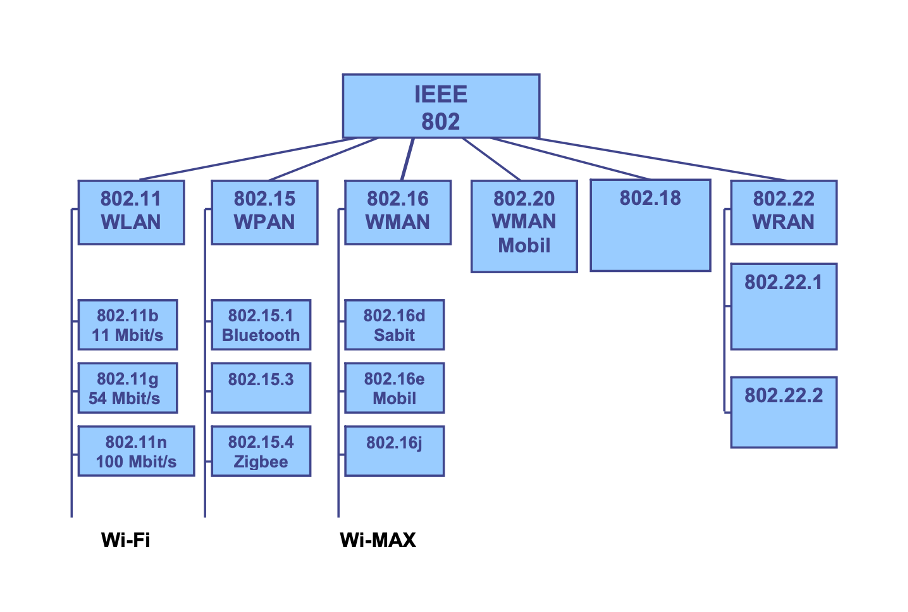 IEEE
802
802.11
WLAN
802.15
WPAN
802.16
WMAN
802.20
WMAN
Mobil
802.18
802.22
WRAN
802.11b
11 Mbit/s
802.11g
54 Mbit/s
802.11n
100 Mbit/s
802.15.1
Bluetooth
802.15.3
802.15.4
Zigbee
802.16d
Sabit
802.16e
Mobil
802.16j
802.22.1
802.22.2
Wi-Fi
Wi-MAX